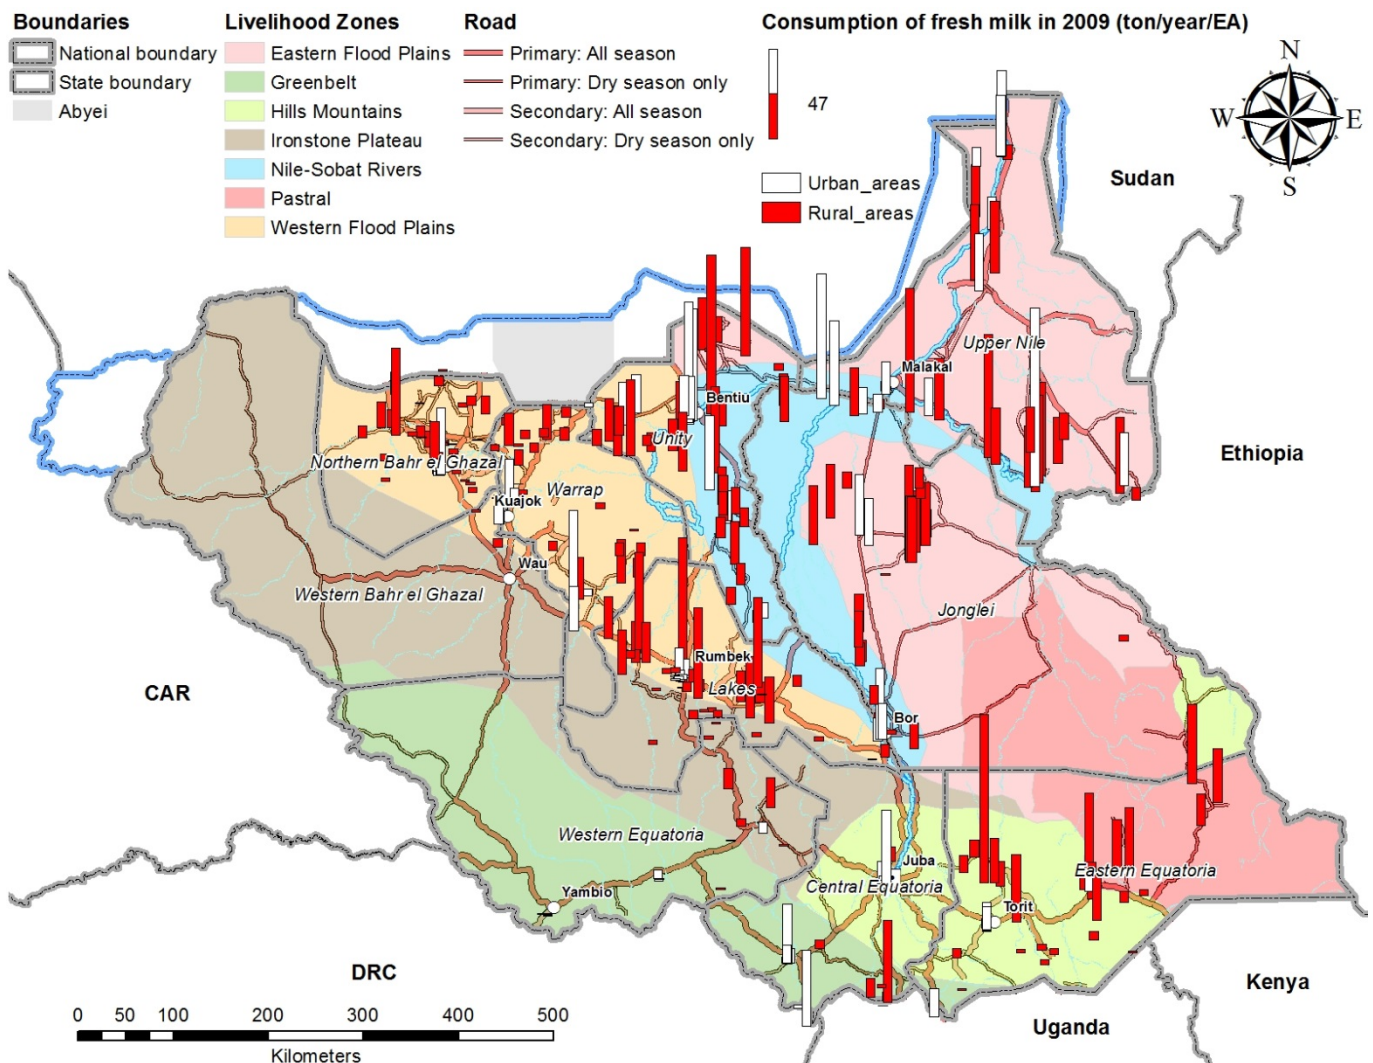 Boundaries
National boundary
State boundary
Abyei
Livelihood Zones
Eastern Flood Plains
Greenbelt
Hills Mountains
Ironstone Plateau
Nile-Sobat Rivers
Pastral
Western Flood Plains
Road
Primary: All season
Primary: Dry season only
Secondary: All season
Secondary: Dry season only
Consumption of fresh milk in 2009 (ton/year/EA)
47
Urban_areas
Rural_areas
N
W E
S
Sudan
Upper Nile
Malakal
Bentiu
Unity
Ethiopia
Northern Bahr el Ghazal
Warrap
Kuajok
Wau
Western Bahr el Ghazal
Jonglei
Rumbek
Lakes
CAR
Bor
Western Equatoria
Juba
Central Equatoria
Eastern Equatoria
Yambio
Torit
DRC
Kenya
Uganda
0 50 100 200 300 400 500
Kilometers